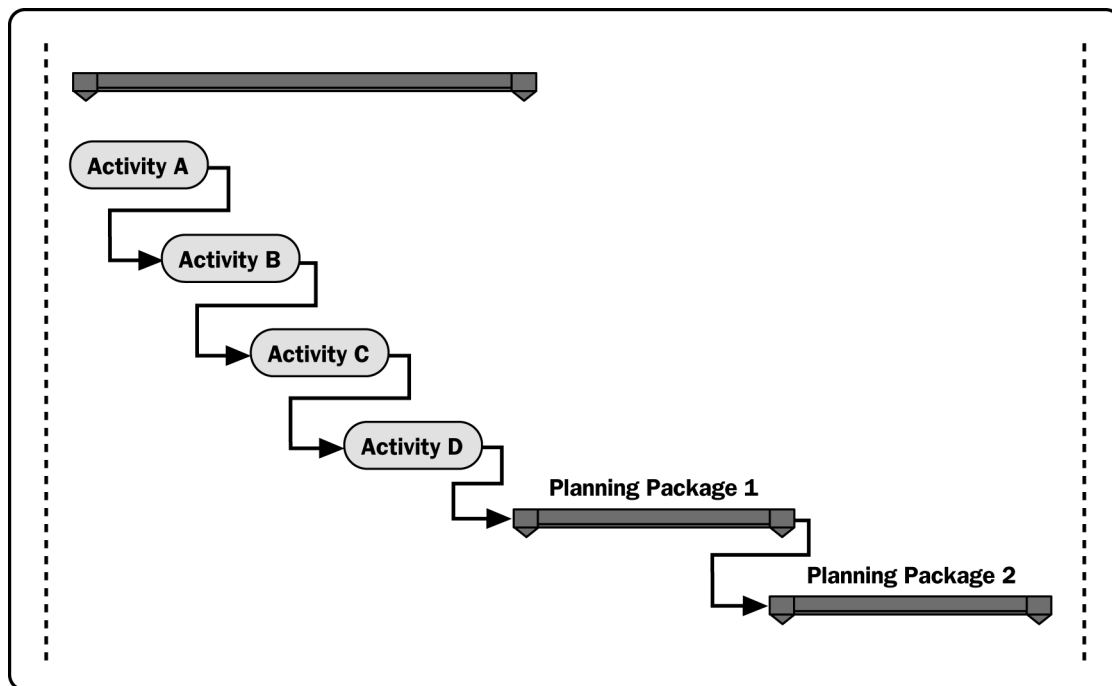 Activity A
Activity B
Activity C
Activity D
Planning Package 1
Planning Package 2